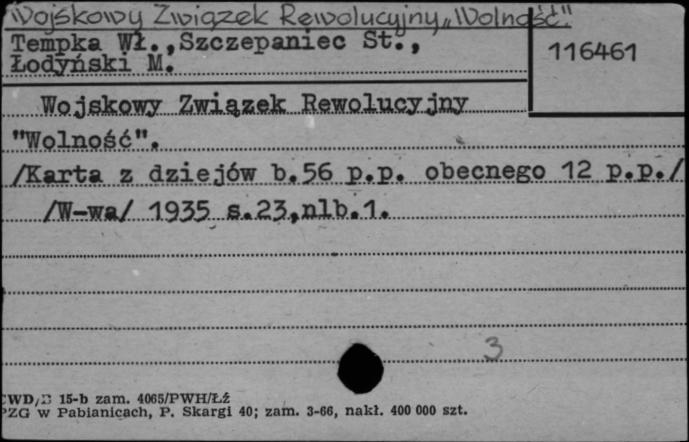 Wojskowy Związek Rewolucyjny „Wolność"
Tempka Wł., Szczepaniec St.,
Łodyński M.
116461
Wojskowy Związek Rewolucyjny
"Wolność".
/Karta z dziejów b.56 p.p. obecnego 12 p.p./
/W-wa/ 1935 s.23,nlb.1.
3
15-b zam. 4065/PWH/Łź
PZG w Pabianicach, P. Skargi 40; zam. 3-66, nakł. 400 000 szt.